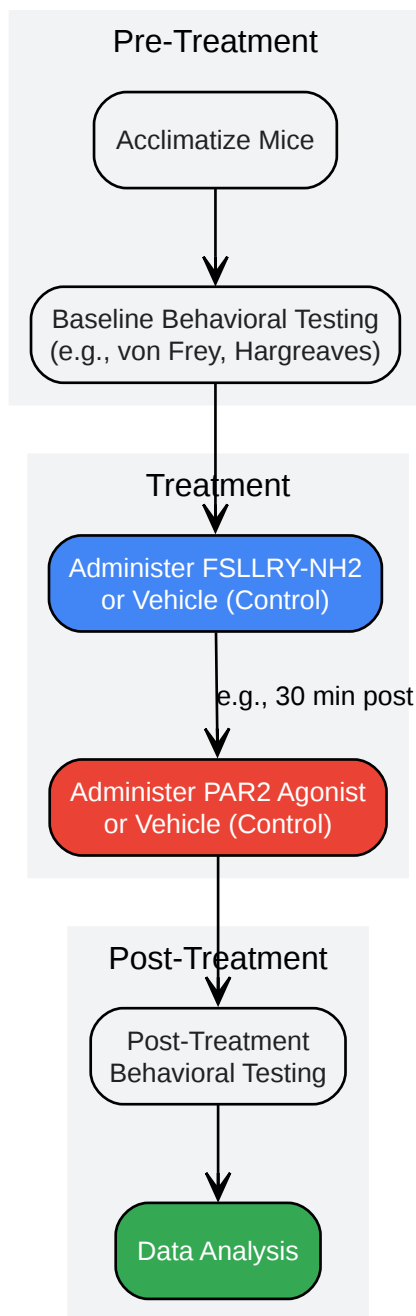 Pre-Treatment
Acclimatize Mice
Baseline Behavioral Testing
(e.g., von Frey, Hargreaves)
Treatment
Administer FSLLRY-NH2
or Vehicle (Control)
e.g., 30 min post
Administer PAR2 Agonist
or Vehicle (Control)
Post-Treatment
Post-Treatment
Behavioral Testing
Data Analysis